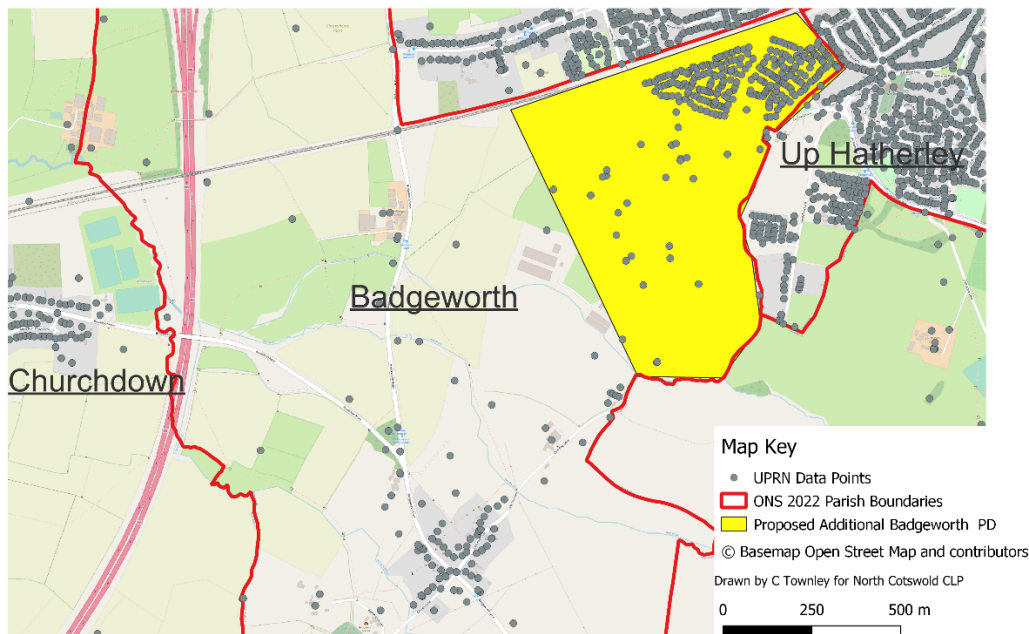 Up Hatherley
Badgeworth
Churchdown
Map Key
UPRN Data Points
ONS 2022 Parish Boundaries
Proposed Additional Badgeworth PD
© Basemap Open Street Map and contributors
Drawn by C Townley for North Cotswold CLP
0 250 500 m